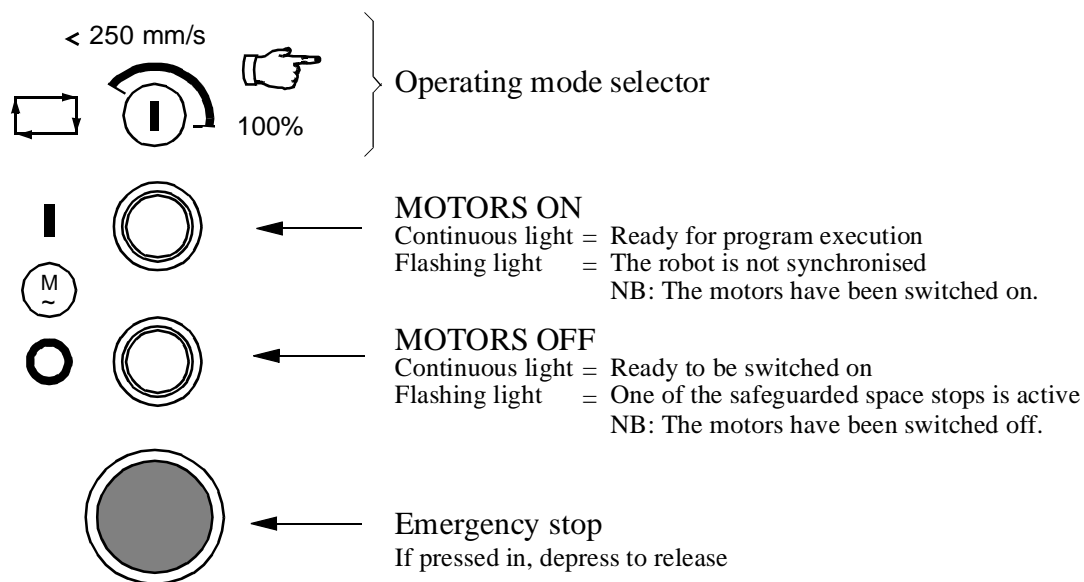 < 250 mm/s
Operating mode selector
100%
MOTORS ON
Continuous light = Ready for program execution
Flashing light = The robot is not synchronised
NB: The motors have been switched on.
M
~
MOTORS OFF
Continuous light = Ready to be switched on
Flashing light = One of the safeguarded space stops is active
NB: The motors have been switched off.
Emergency stop
If pressed in, depress to release